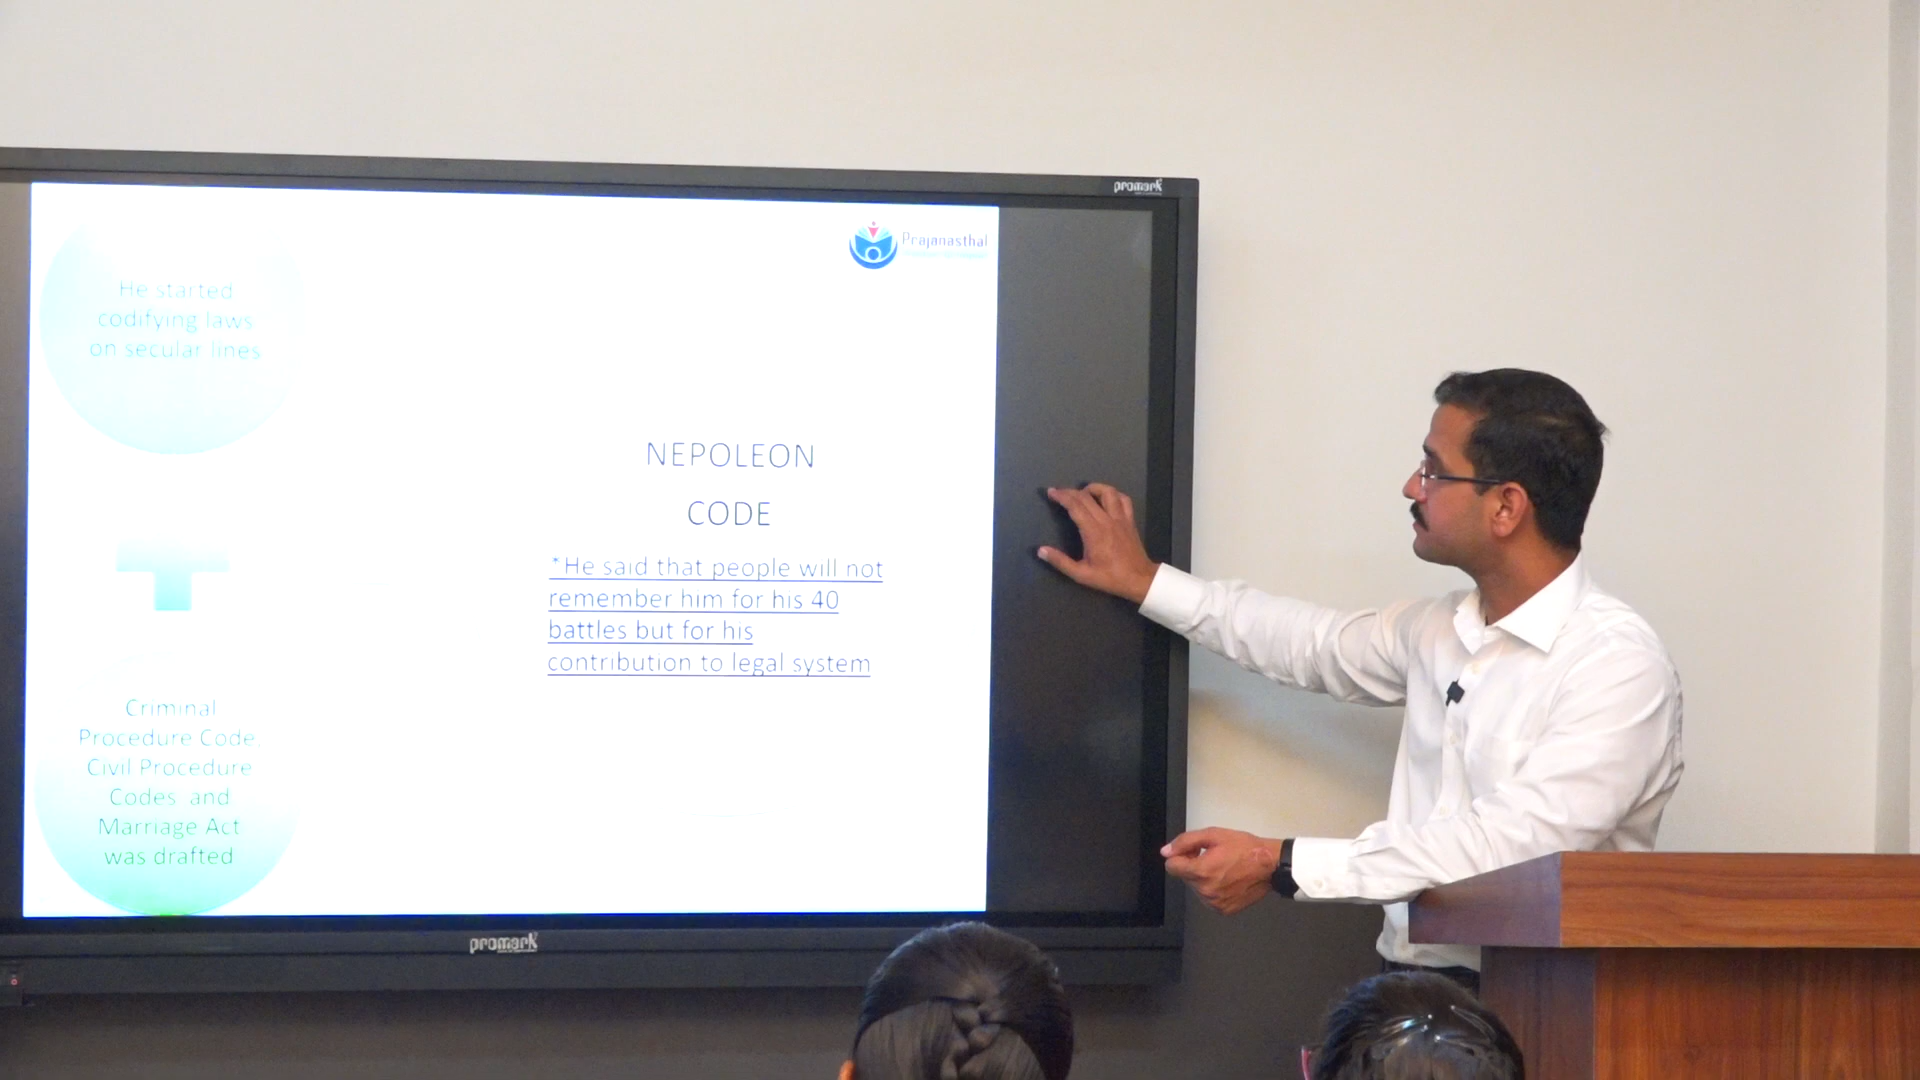 promark
Prajanasthal
He started
codifying laws
on secular lines
NEPOLEON
CODE
*He said that people will not
remember him for his 40
battles but for his
contribution to legal system
Criminal
Procedure Code,
Civil Procedure
Codes and
Marriage Act
was drafted
promark